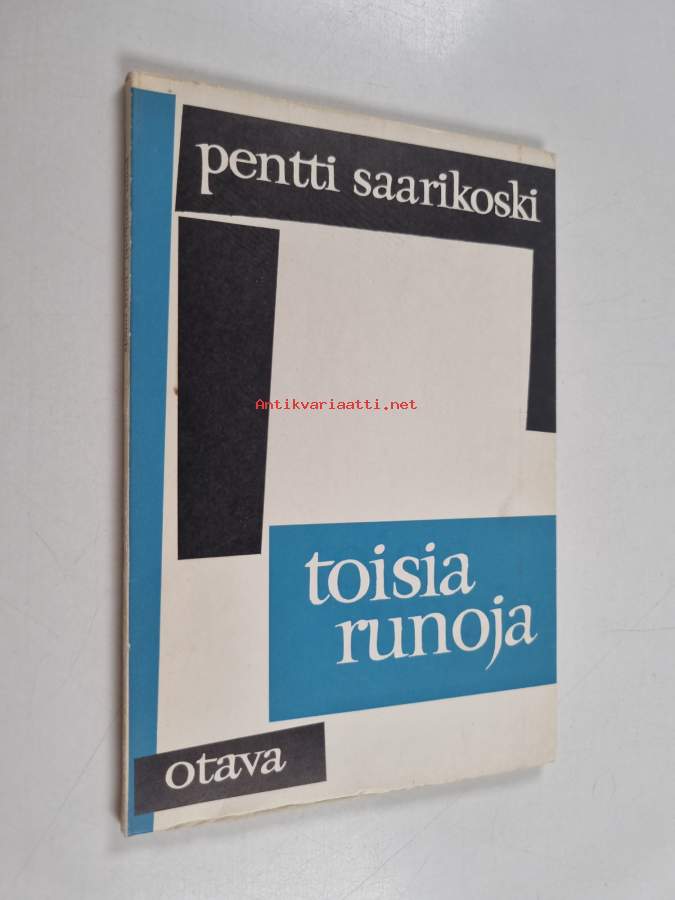 pentti saarikoski
Antikvariaatti.net
toisia
runoja
otava